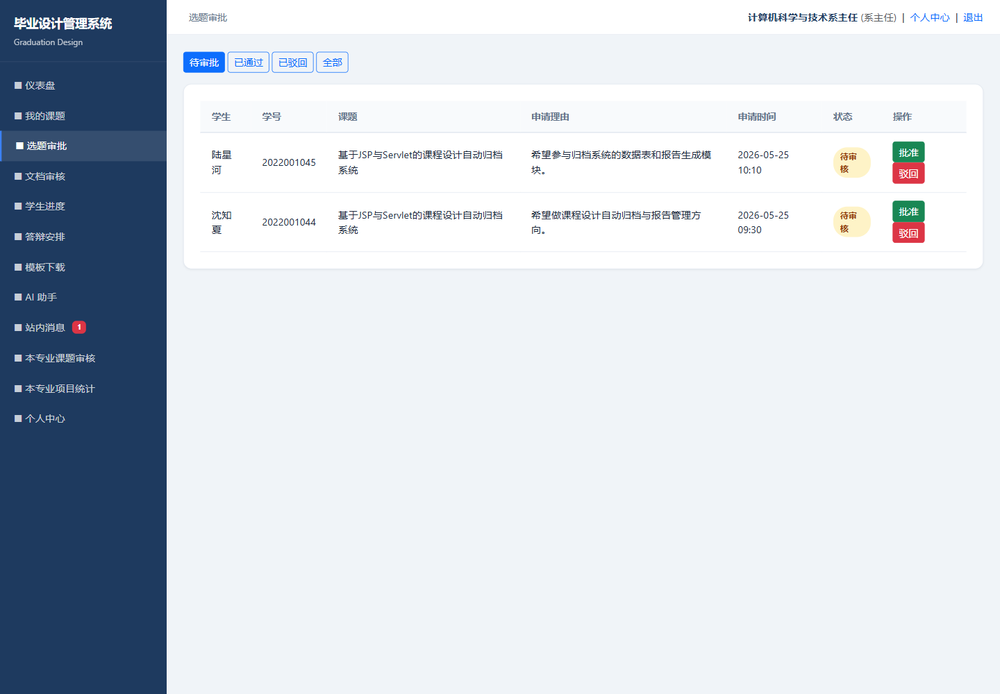 毕业设计管理系统
Graduation Design
仪表盘
我的课题
选题审批
文档审核
学生进度
答辩安排
模板下载
AI 助手
站内消息 1
本专业课题审核
本专业项目统计
个人中心
选题审批
计算机科学与技术系主任 (系主任) | 个人中心 | 退出
待审批 已通过 已驳回 全部
学生 学号 课题 申请理由 申请时间 状态 操作
陆星河 2022001045 基于JSP与Servlet的课程设计自动归档系统 希望参与归档系统的数据表和报告生成模块。 2026-05-25 10:10 待审核 批准 驳回
沈知夏 2022001044 基于JSP与Servlet的课程设计自动归档系统 希望做课程设计自动归档与报告管理方向。 2026-05-25 09:30 待审核 批准 驳回